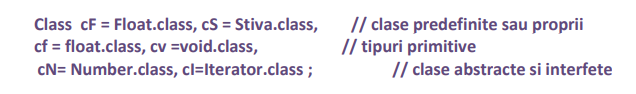 Class cF = Float.class, cS = Stiva.class, // clase predefinite sau proprii
cf = float.class, cv =void.class, // tipuri primitive
cN= Number.class, cI=Iterator.class ; // clase abstracte si interfete